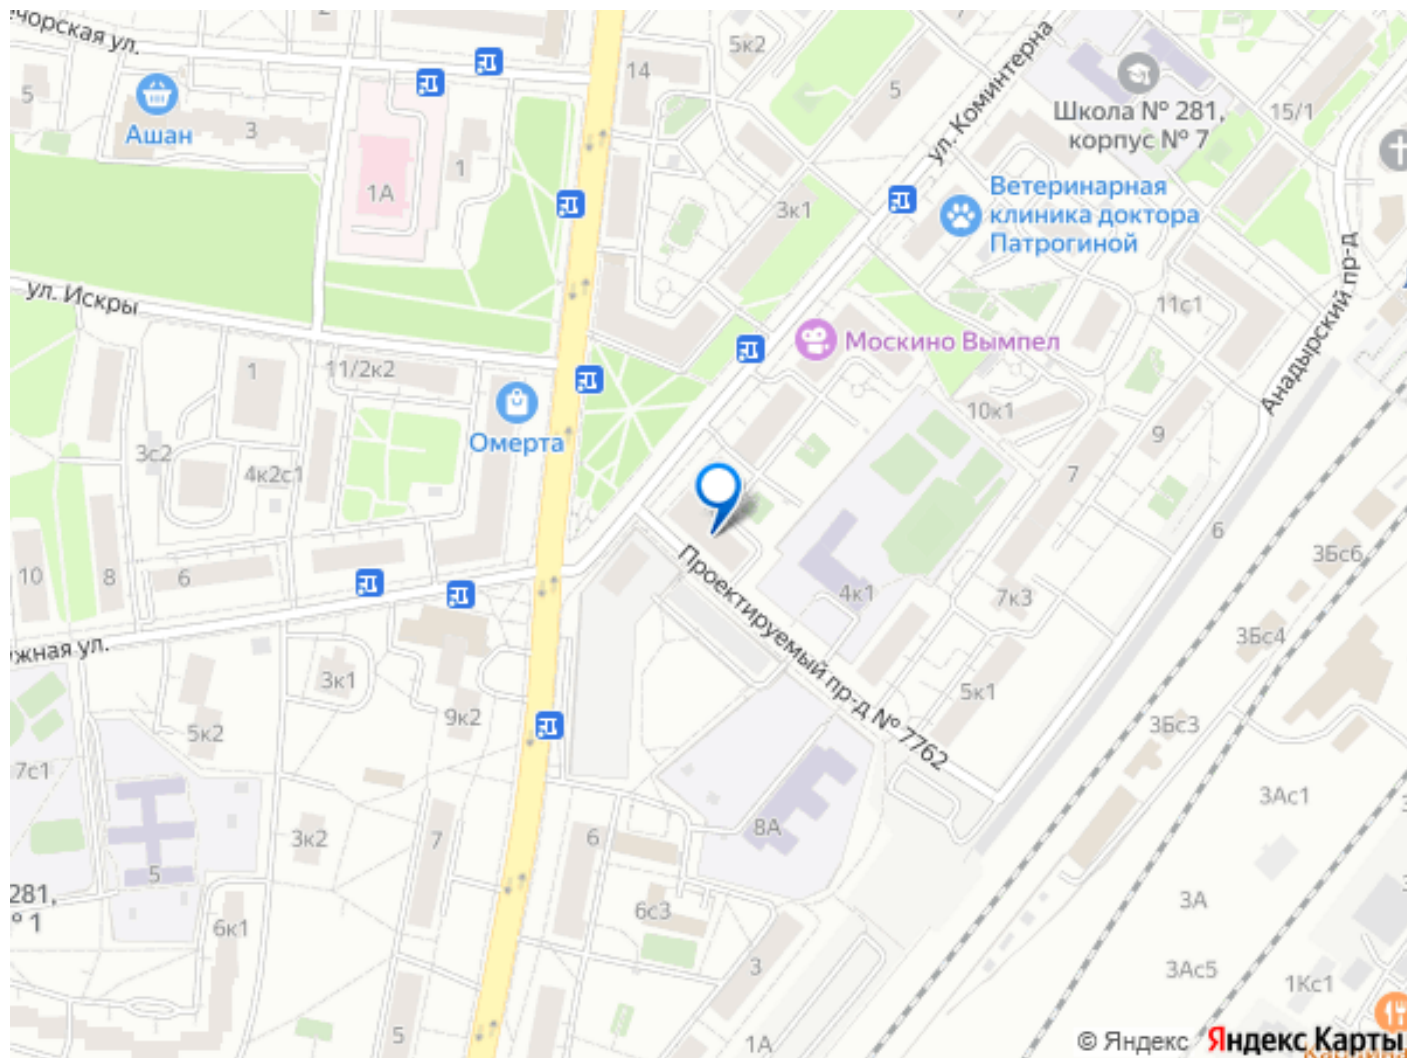 чорская ул.
2
5к2
14
5
5
Ашан
3
1А
1
ул. Коминтерна
Школа № 281,
корпус № 7
15/1
Ветеринарная
клиника доктора
Патрогиной
3к1
ул. Искры
Москино Вымпел
11с1
Анадырский пр-д
1
11/2к2
Омерта
10к1
9
3с2
4к2с1
7
6
3Бс6
10
8
6
Проектируемый пр-д № 7762
4к1
7к3
3Бс4
жная ул.
3к1
9к2
5к1
3Бс3
5к2
7с1
3Ас1
3к2
7
6
8А
5
281,
º 1
6к1
6с3
3А
3
3Ас5
1Кс1
5
1А
© Яндекс Яндекс Карты